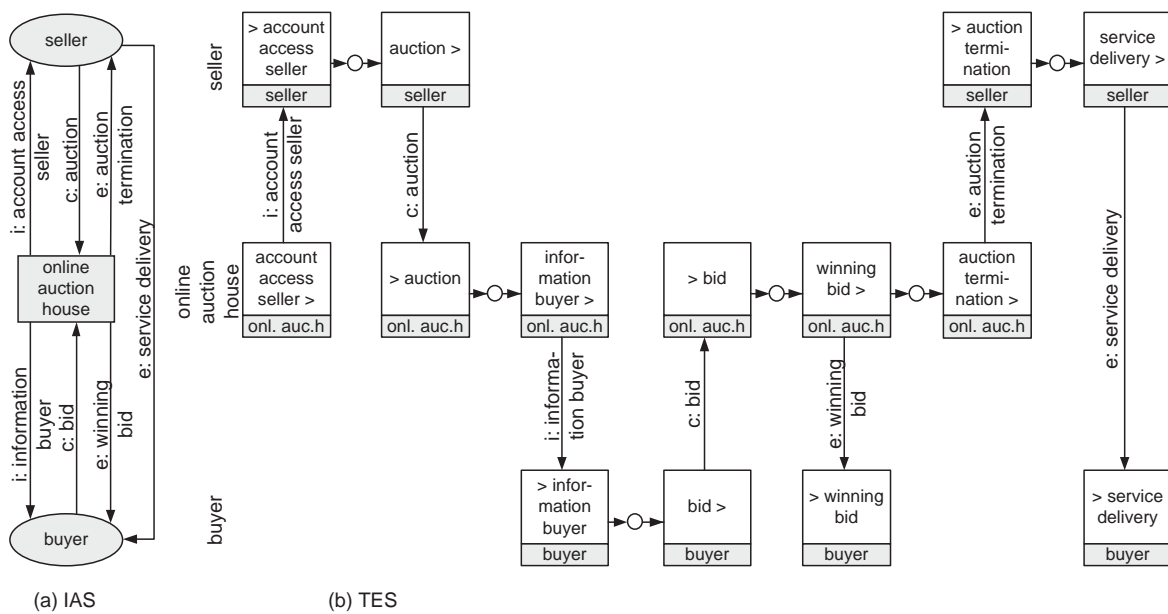 seller
i: account access
seller
c: auction
e: auction
termination
e: service delivery
online
auction
house
i: information
buyer
c: bid
e: winning
bid
buyer
(a) IAS
seller
> account
access
seller
seller
auction >
seller
> auction
termi-
nation
seller
service
delivery >
seller
i: account
access seller
c: auction
e: auction
termination
e: service delivery
online
auction
house
account
access
seller >
onl. auc.h
> auction
onl. auc.h
infor-
mation
buyer >
onl. auc.h
> bid
onl. auc.h
winning
bid >
onl. auc.h
auction
termi-
nation >
onl. auc.h
i: informa-
tion buyer
c: bid
e: winning
bid
buyer
> infor-
mation
buyer
buyer
bid >
buyer
> winning
bid
buyer
> service
delivery
buyer
(b) TES